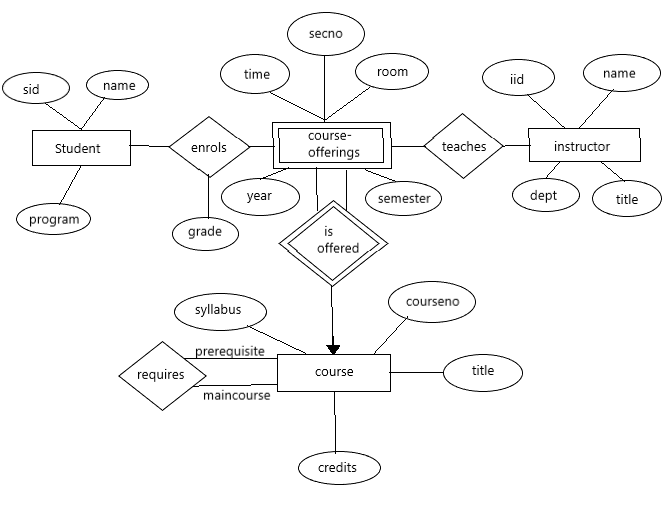 secno
time
room
sid
name
iid
name
Student
enrols
course-
offerings
teaches
instructor
program
grade
year
semester
dept
title
is
offered
syllabus
courseno
prerequisite
requires
course
title
maincourse
credits